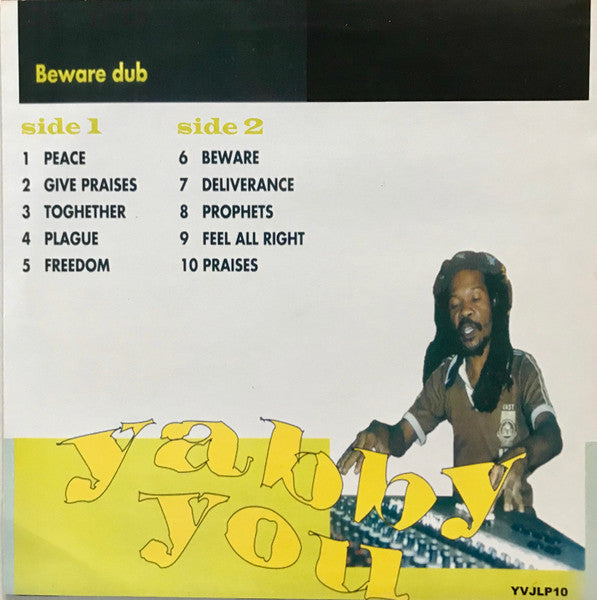 Beware dub
side 1
1 PEACE
2 GIVE PRAISES
3 TOGHETHER
4 PLAGUE
5 FREEDOM
side 2
6 BEWARE
7 DELIVERANCE
8 PROPHETS
9 FEEL ALL RIGHT
10 PRAISES
EAST
yabby
you
YVJLP10